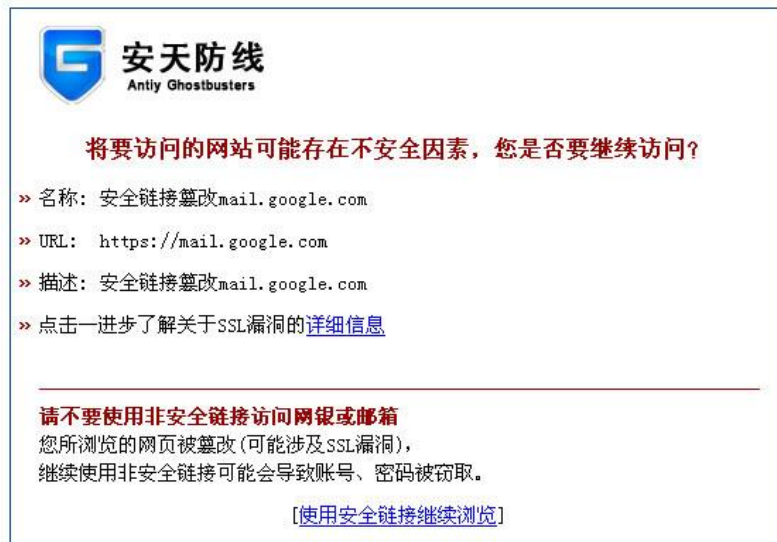 安天防线
Antiy Ghostbusters
将要访问的网站可能存在不安全因素，您是否要继续访问？
» 名称: 安全链接篡改mail.google.com
» URL: https://mail.google.com
» 描述: 安全链接篡改mail.google.com
» 点击一进步了解关于SSL漏洞的详细信息
请不要使用非安全链接访问网银或邮箱
您所浏览的网页被篡改(可能涉及SSL漏洞),
继续使用非安全链接可能会导致账号、密码被窃取。
[使用安全链接继续浏览]